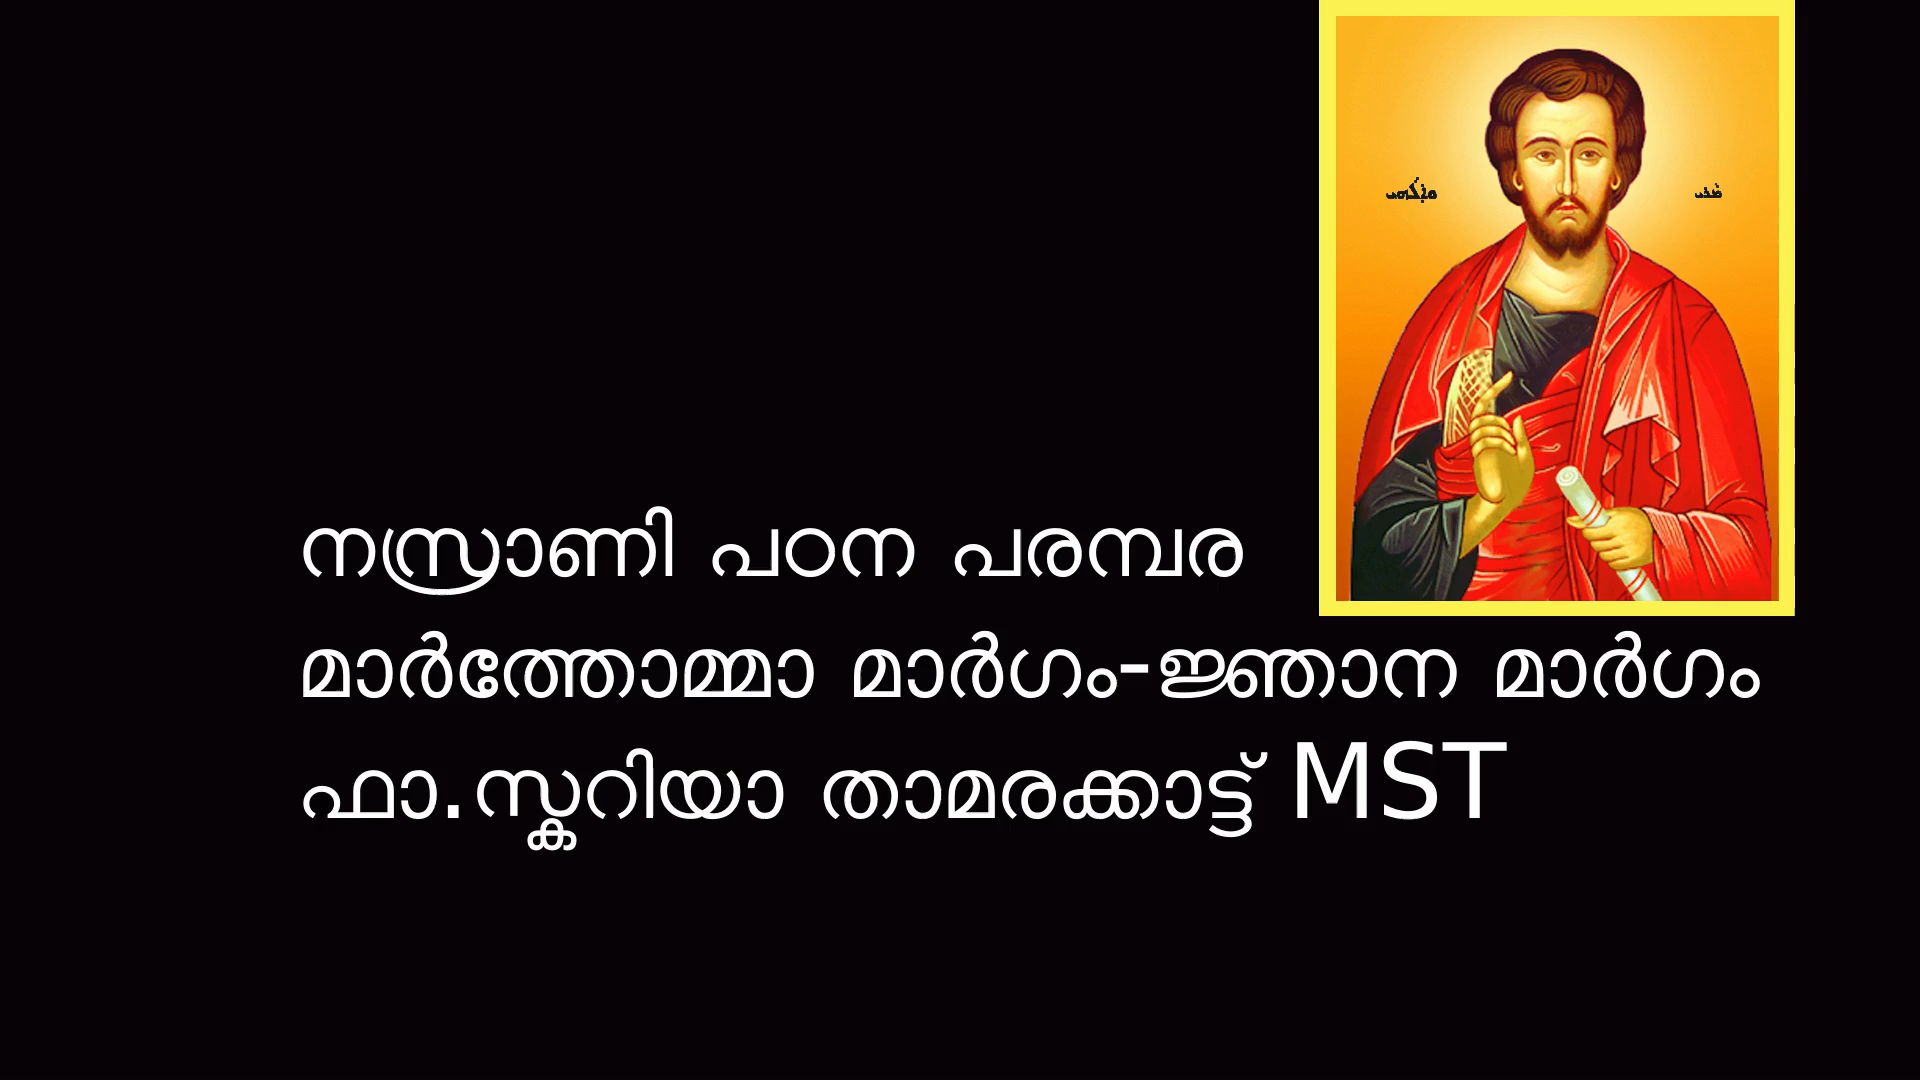 നസ്രാണി പഠന പരമ്പര
മാർത്തോമ്മാ മാർഗം-ജ്ഞാന മാർഗം
ഫാ.സ്കറിയാ താമരക്കാട്ട് MST